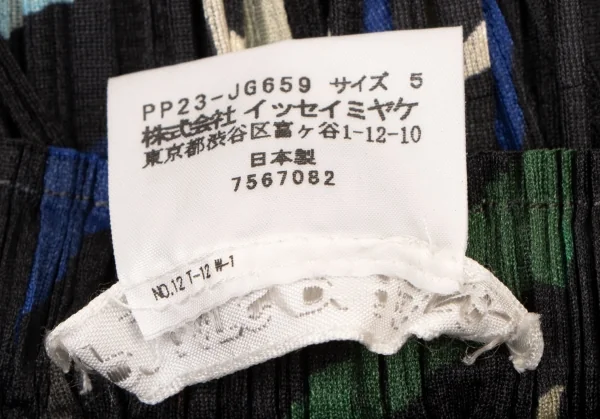 PP23-JG659 サイズ 5
株式会社イッセイミヤケ
東京都渋谷区富ヶ谷1-12-10
日本製
7567082
NO.12 T-12 W-1